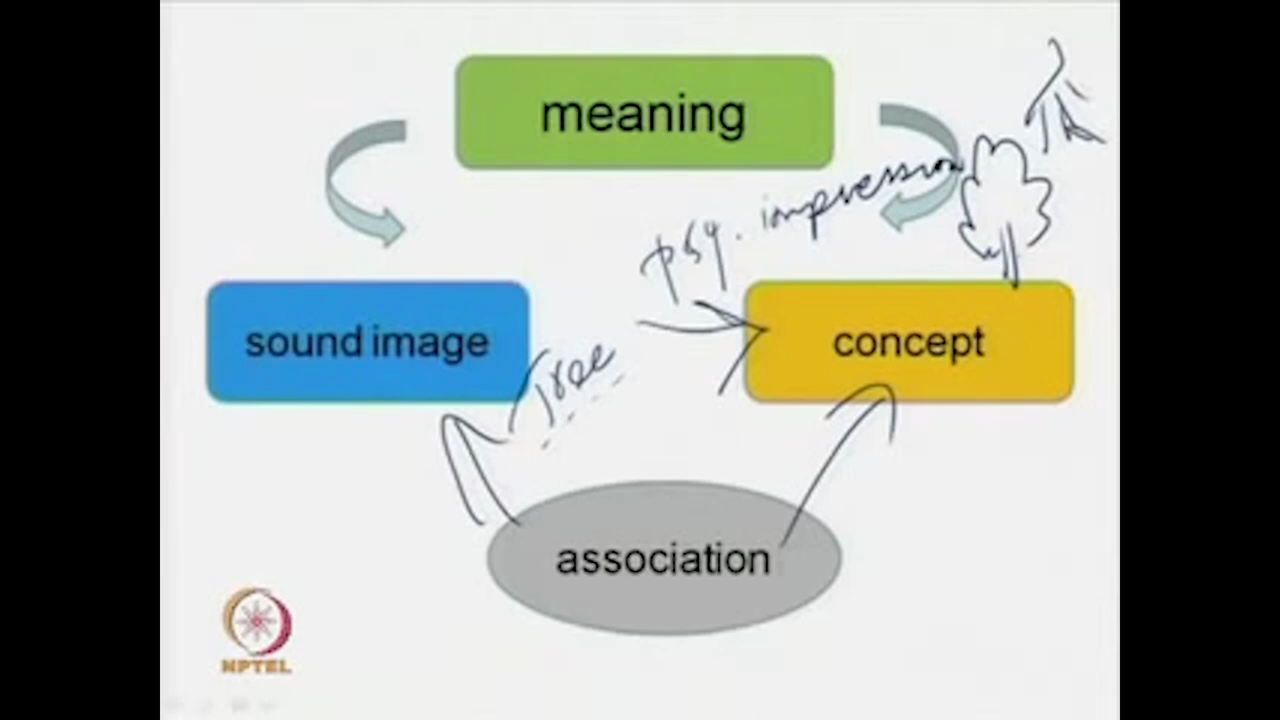 meaning
psy. impression
sound image
concept
Tree
association
NPTEL